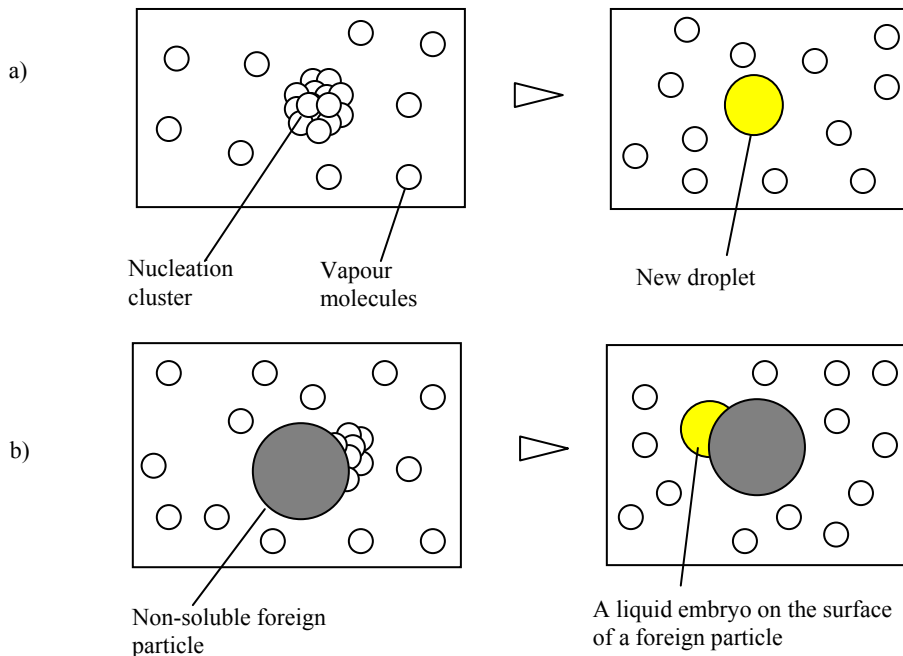 a)
Nucleation
cluster
Vapour
molecules
New droplet
b)
Non-soluble foreign
particle
A liquid embryo on the surface
of a foreign particle